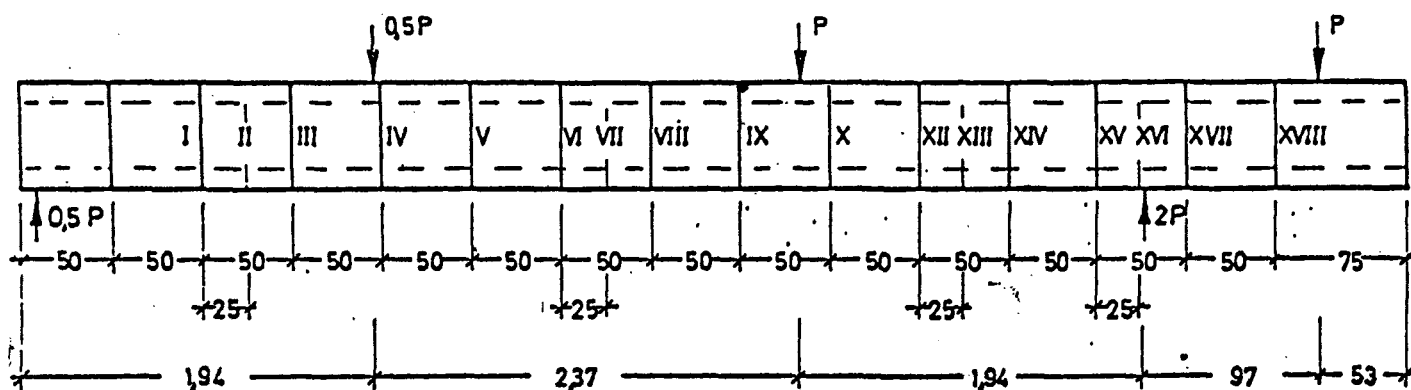 0,5P P P
I II III IV V VI VII VIII IX X XII XIII XIV XV XVI XVII XVIII
0,5 P 2P
50 50 50 50 50 50 50 50 50 50 50 50 50 50 75
25 25 25 25
1,94 2,37 1,94 97 53